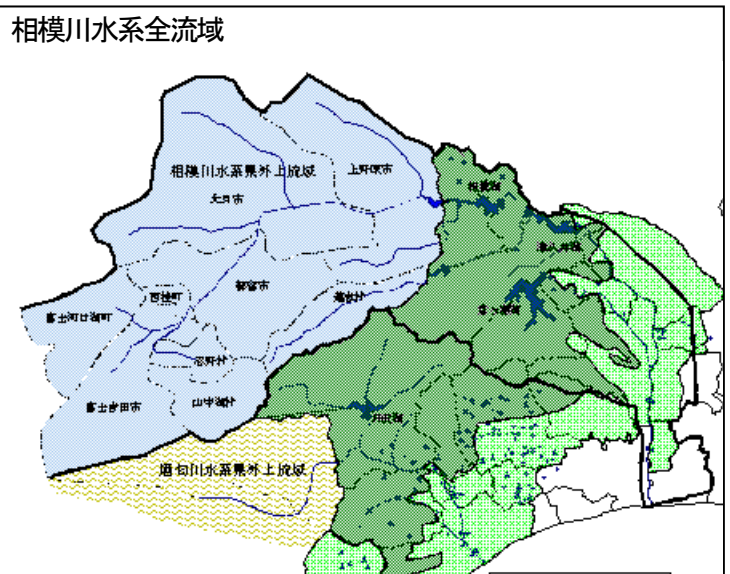 相模川水系全流域
相模川水系県外上流域
上野原市
大月市
相模湖
津久井湖
西桂町
都留市
道志村
宮ヶ瀬湖
富士河口湖町
忍野村
富士吉田市
山中湖村
丹沢湖
酒匂川水系県外上流域